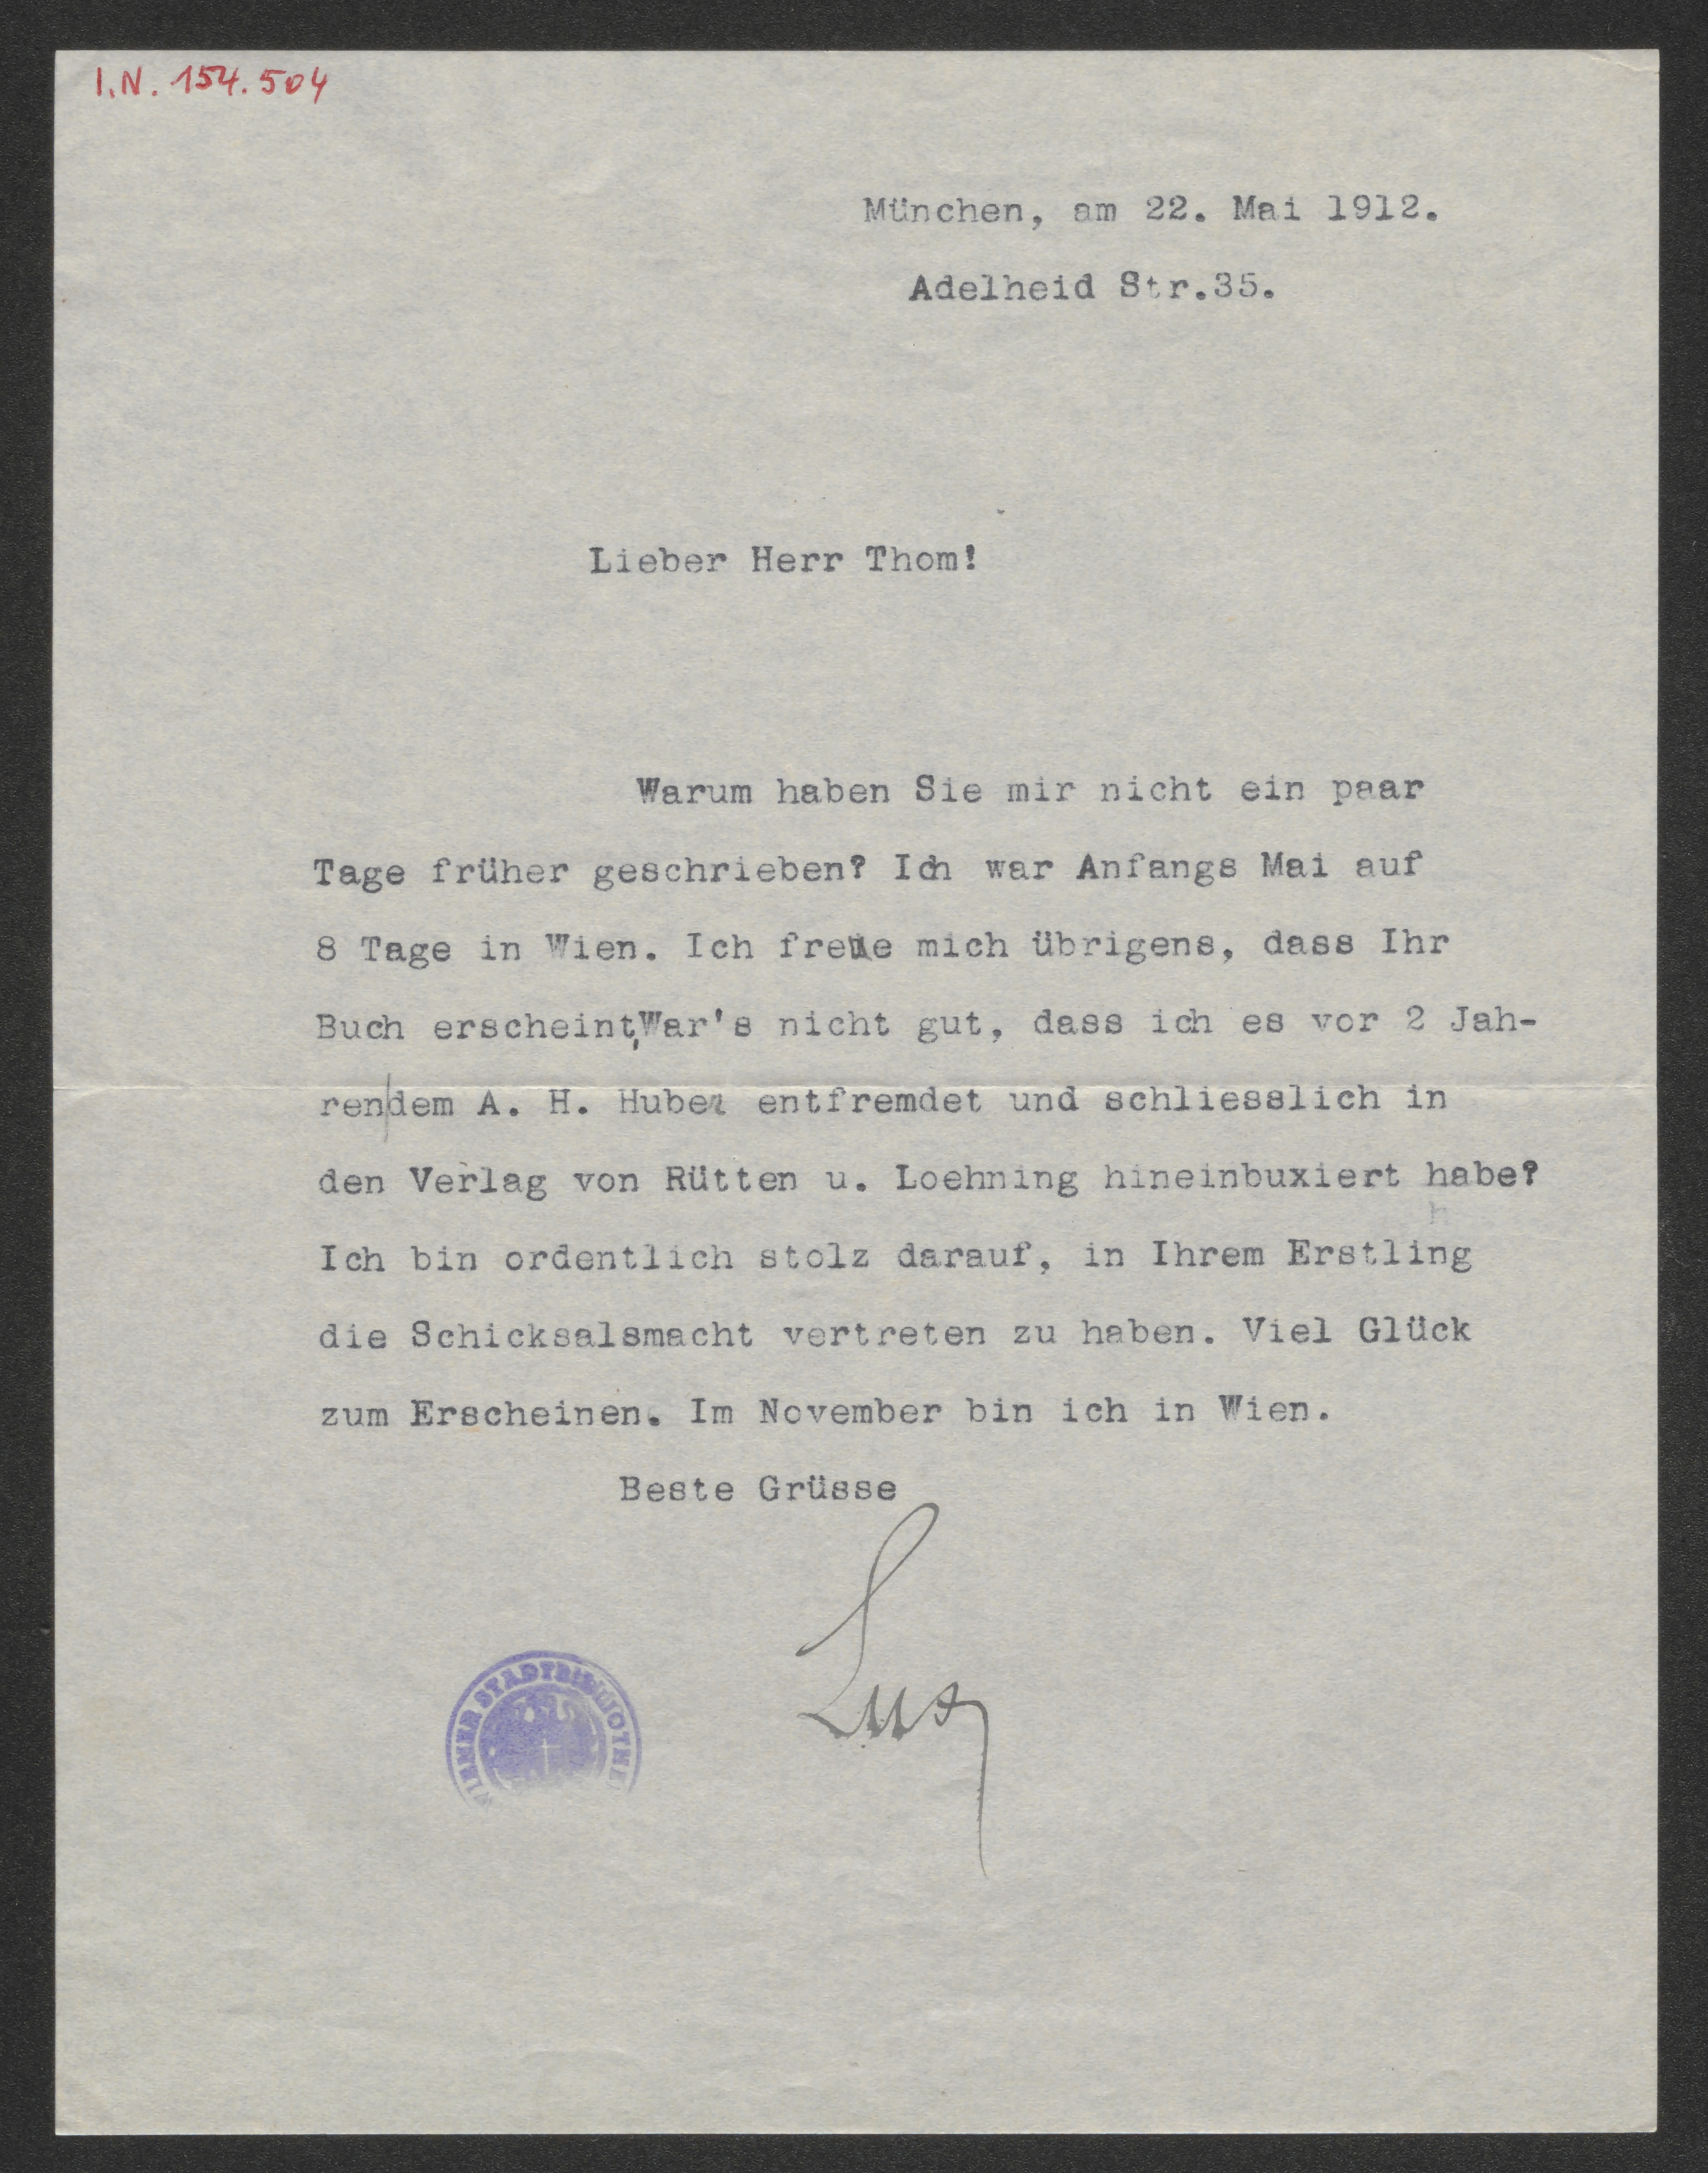 I.N. 154.504
München, am 22. Mai 1912.
Adelheid Str.35.
Lieber Herr Thom!
Warum haben Sie mir nicht ein paar
Tage früher geschrieben? Ich war Anfangs Mai auf
8 Tage in Wien. Ich freue mich übrigens, dass Ihr
Buch erscheint, War's nicht gut, dass ich es vor 2 Jah-
ren|dem A. H. Huber entfremdet und schliesslich in
den Verlag von Rütten u. Loehning hineinbuxiert habe?
Ich bin ordentlich stolz darauf, in Ihrem Erstling
die Schicksalsmacht vertreten zu haben. Viel Glück
zum Erscheinen. Im November bin ich in Wien.
Beste Grüsse
WIENER STADTBIBLIOTHEK